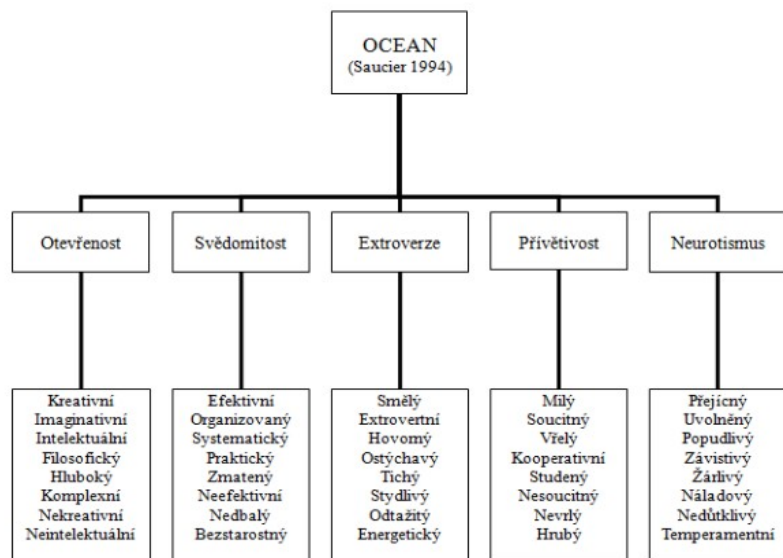 OCEAN
(Saucier 1994)
Otevřenost
Svědomitost
Extroverze
Přívětivost
Neurotismus
Kreativní
Imaginativní
Intelektuální
Filosofický
Hluboký
Komplexní
Nekreativní
Neintelektuální
Efektivní
Organizovaný
Systematický
Praktický
Zmatený
Neefektivní
Nedbalý
Bezstarostný
Smělý
Extrovertní
Hovorný
Ostýchavý
Tichý
Stydlivý
Odtažitý
Energetický
Milý
Soucitný
Vřelý
Kooperativní
Studený
Nesoucitný
Nevrlý
Hrubý
Přejícný
Uvolněný
Popudlivý
Závistivý
Žárlivý
Náladový
Nedůtklivý
Temperamentní